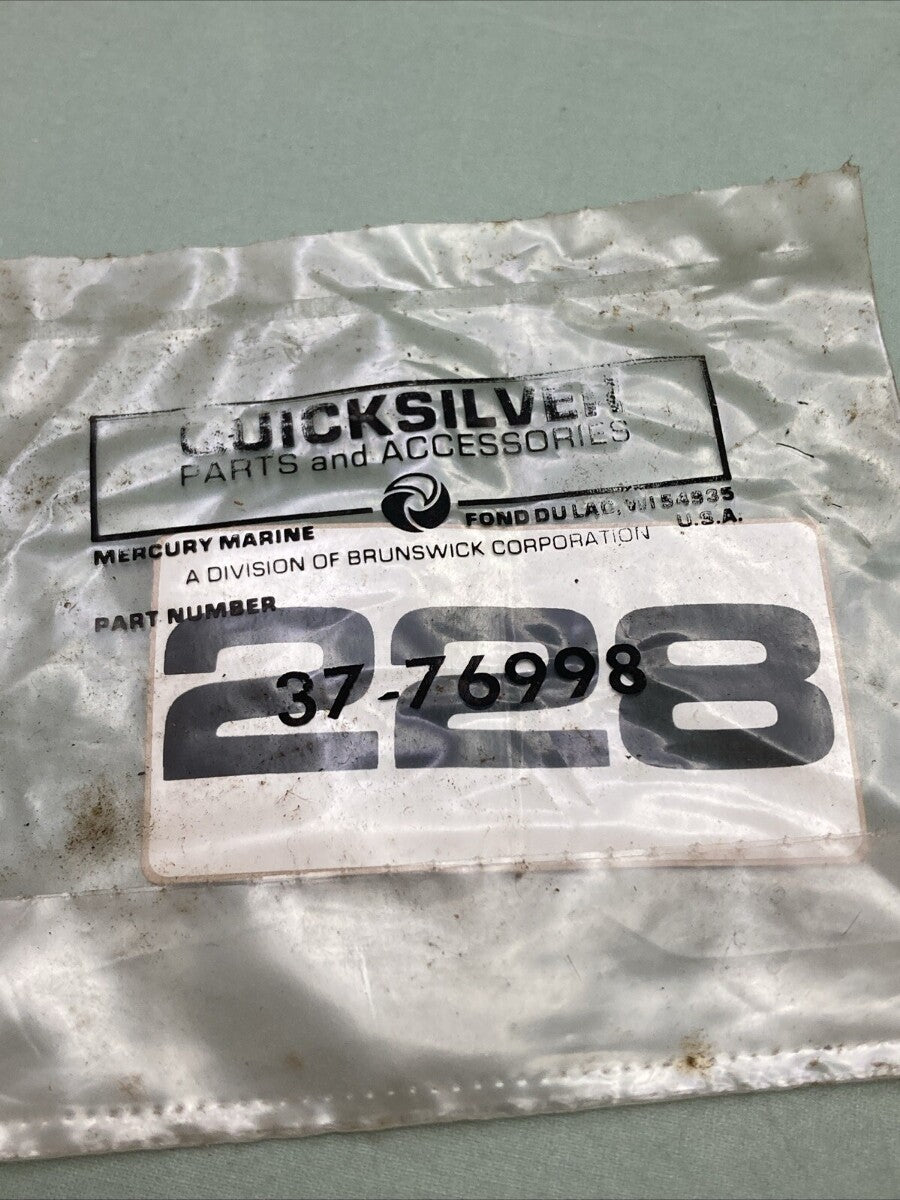 QUICKSILVER
PARTS and ACCESSORIES
MERCURY MARINE
FOND DU LAC, WI 54935
U.S.A.
A DIVISION OF BRUNSWICK CORPORATION
PART NUMBER
37-76998
228